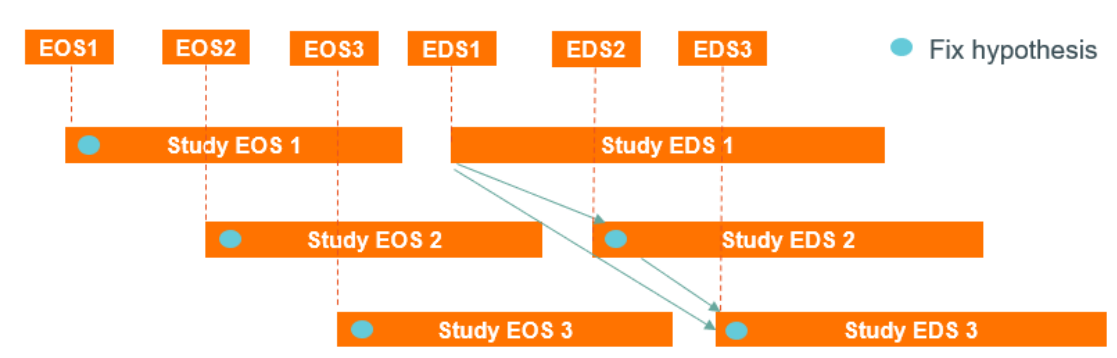 EOS1 EOS2 EOS3 EDS1 EDS2 EDS3 Fix hypothesis
Study EOS 1 Study EDS 1
Study EOS 2 Study EDS 2
Study EOS 3 Study EDS 3